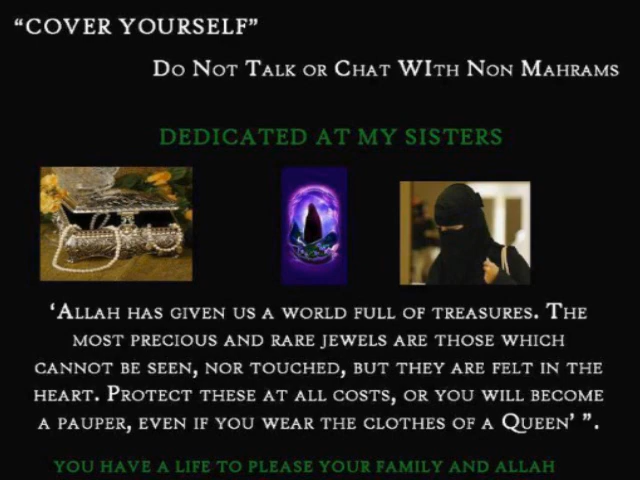 “COVER YOURSELF”
DO NOT TALK OR CHAT WITH NON MAHRAMS
DEDICATED AT MY SISTERS
‘ALLAH HAS GIVEN US A WORLD FULL OF TREASURES. THE
MOST PRECIOUS AND RARE JEWELS ARE THOSE WHICH
CANNOT BE SEEN, NOR TOUCHED, BUT THEY ARE FELT IN THE
HEART. PROTECT THESE AT ALL COSTS, OR YOU WILL BECOME
A PAUPER, EVEN IF YOU WEAR THE CLOTHES OF A QUEEN’ ”.
YOU HAVE A LIFE TO PLEASE YOUR FAMILY AND ALLAH